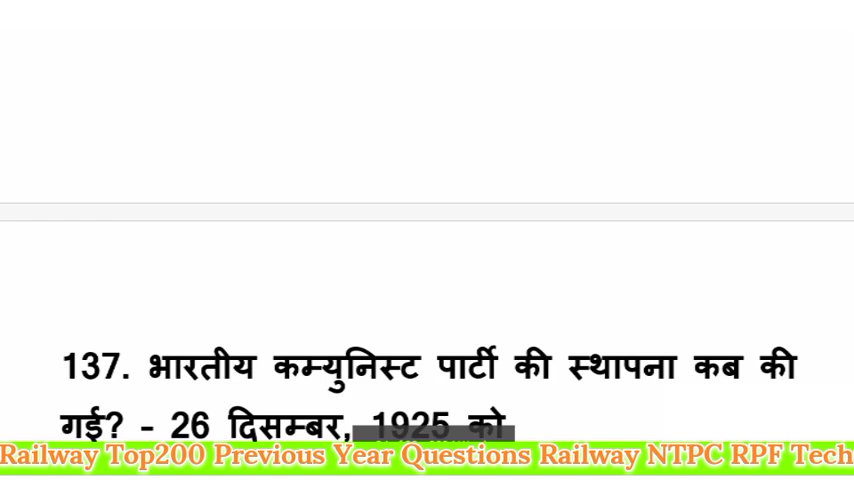 137. भारतीय कम्युनिस्ट पार्टी की स्थापना कब की
गई? - 26 दिसम्बर, 1925 को
Railway Top200 Previous Year Questions Railway NTPC RPF Tech